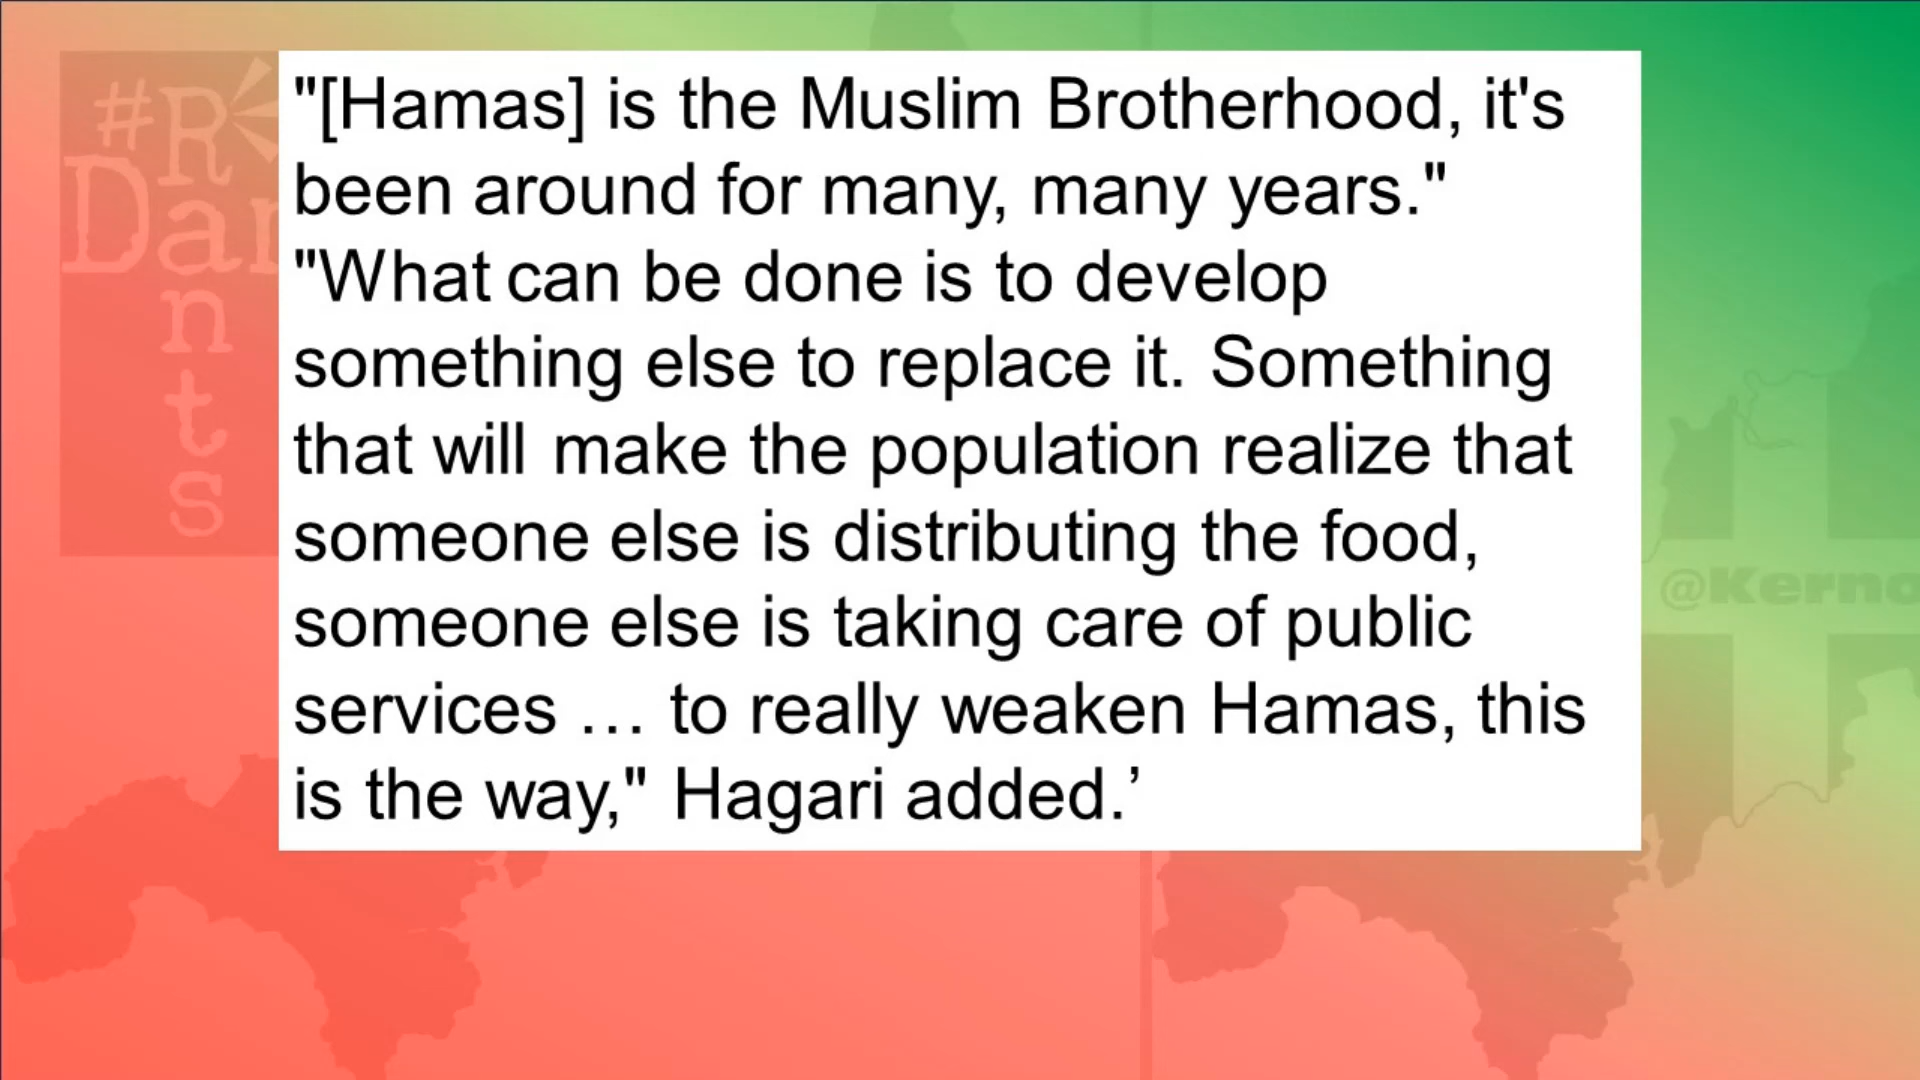 #R
Dan
n
t
s
"[Hamas] is the Muslim Brotherhood, it's
been around for many, many years."
"What can be done is to develop
something else to replace it. Something
that will make the population realize that
someone else is distributing the food,
someone else is taking care of public
services … to really weaken Hamas, this
is the way," Hagari added.’
@Kerno